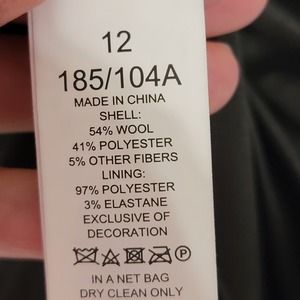 12
185/104A
MADE IN CHINA
SHELL:
54% WOOL
41% POLYESTER
5% OTHER FIBERS
LINING:
97% POLYESTER
3% ELASTANE
EXCLUSIVE OF
DECORATION
P
IN A NET BAG
DRY CLEAN ONLY